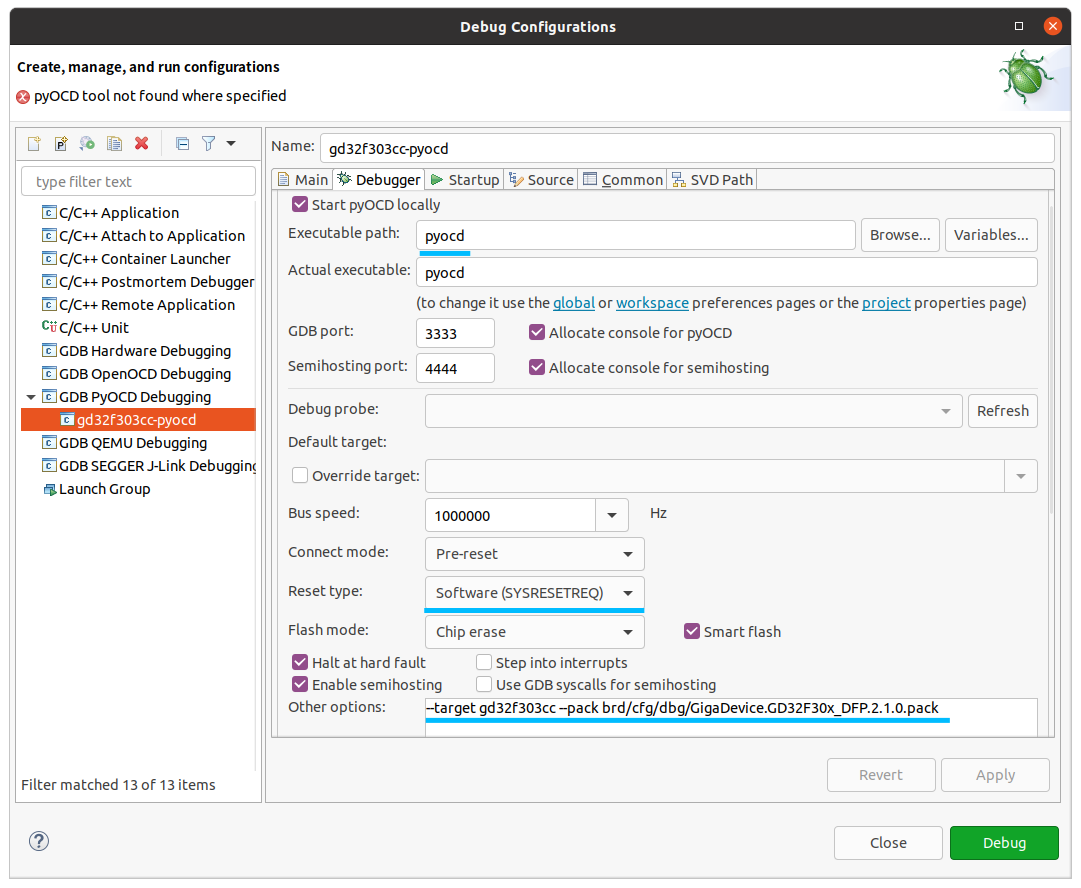 Debug Configurations
Create, manage, and run configurations
pyOCD tool not found where specified
type filter text
C/C++ Application
C/C++ Attach to Application
C/C++ Container Launcher
C/C++ Postmortem Debugger
C/C++ Remote Application
C/C++ Unit
GDB Hardware Debugging
GDB OpenOCD Debugging
GDB PyOCD Debugging
gd32f303cc-pyocd
GDB QEMU Debugging
GDB SEGGER J-Link Debugging
Launch Group
Filter matched 13 of 13 items
Name: gd32f303cc-pyocd
Main Debugger Startup Source Common SVD Path
Start pyOCD locally
Executable path: pyocd Browse... Variables...
Actual executable: pyocd
(to change it use the global or workspace preferences pages or the project properties page)
GDB port: 3333 Allocate console for pyOCD
Semihosting port: 4444 Allocate console for semihosting
Debug probe: Refresh
Default target:
Override target:
Bus speed: 1000000 Hz
Connect mode: Pre-reset
Reset type: Software (SYSRESETREQ)
Flash mode: Chip erase Smart flash
Halt at hard fault Step into interrupts
Enable semihosting Use GDB syscalls for semihosting
Other options: --target gd32f303cc --pack brd/cfg/dbg/GigaDevice.GD32F30x_DFP.2.1.0.pack
Revert Apply
? Close Debug